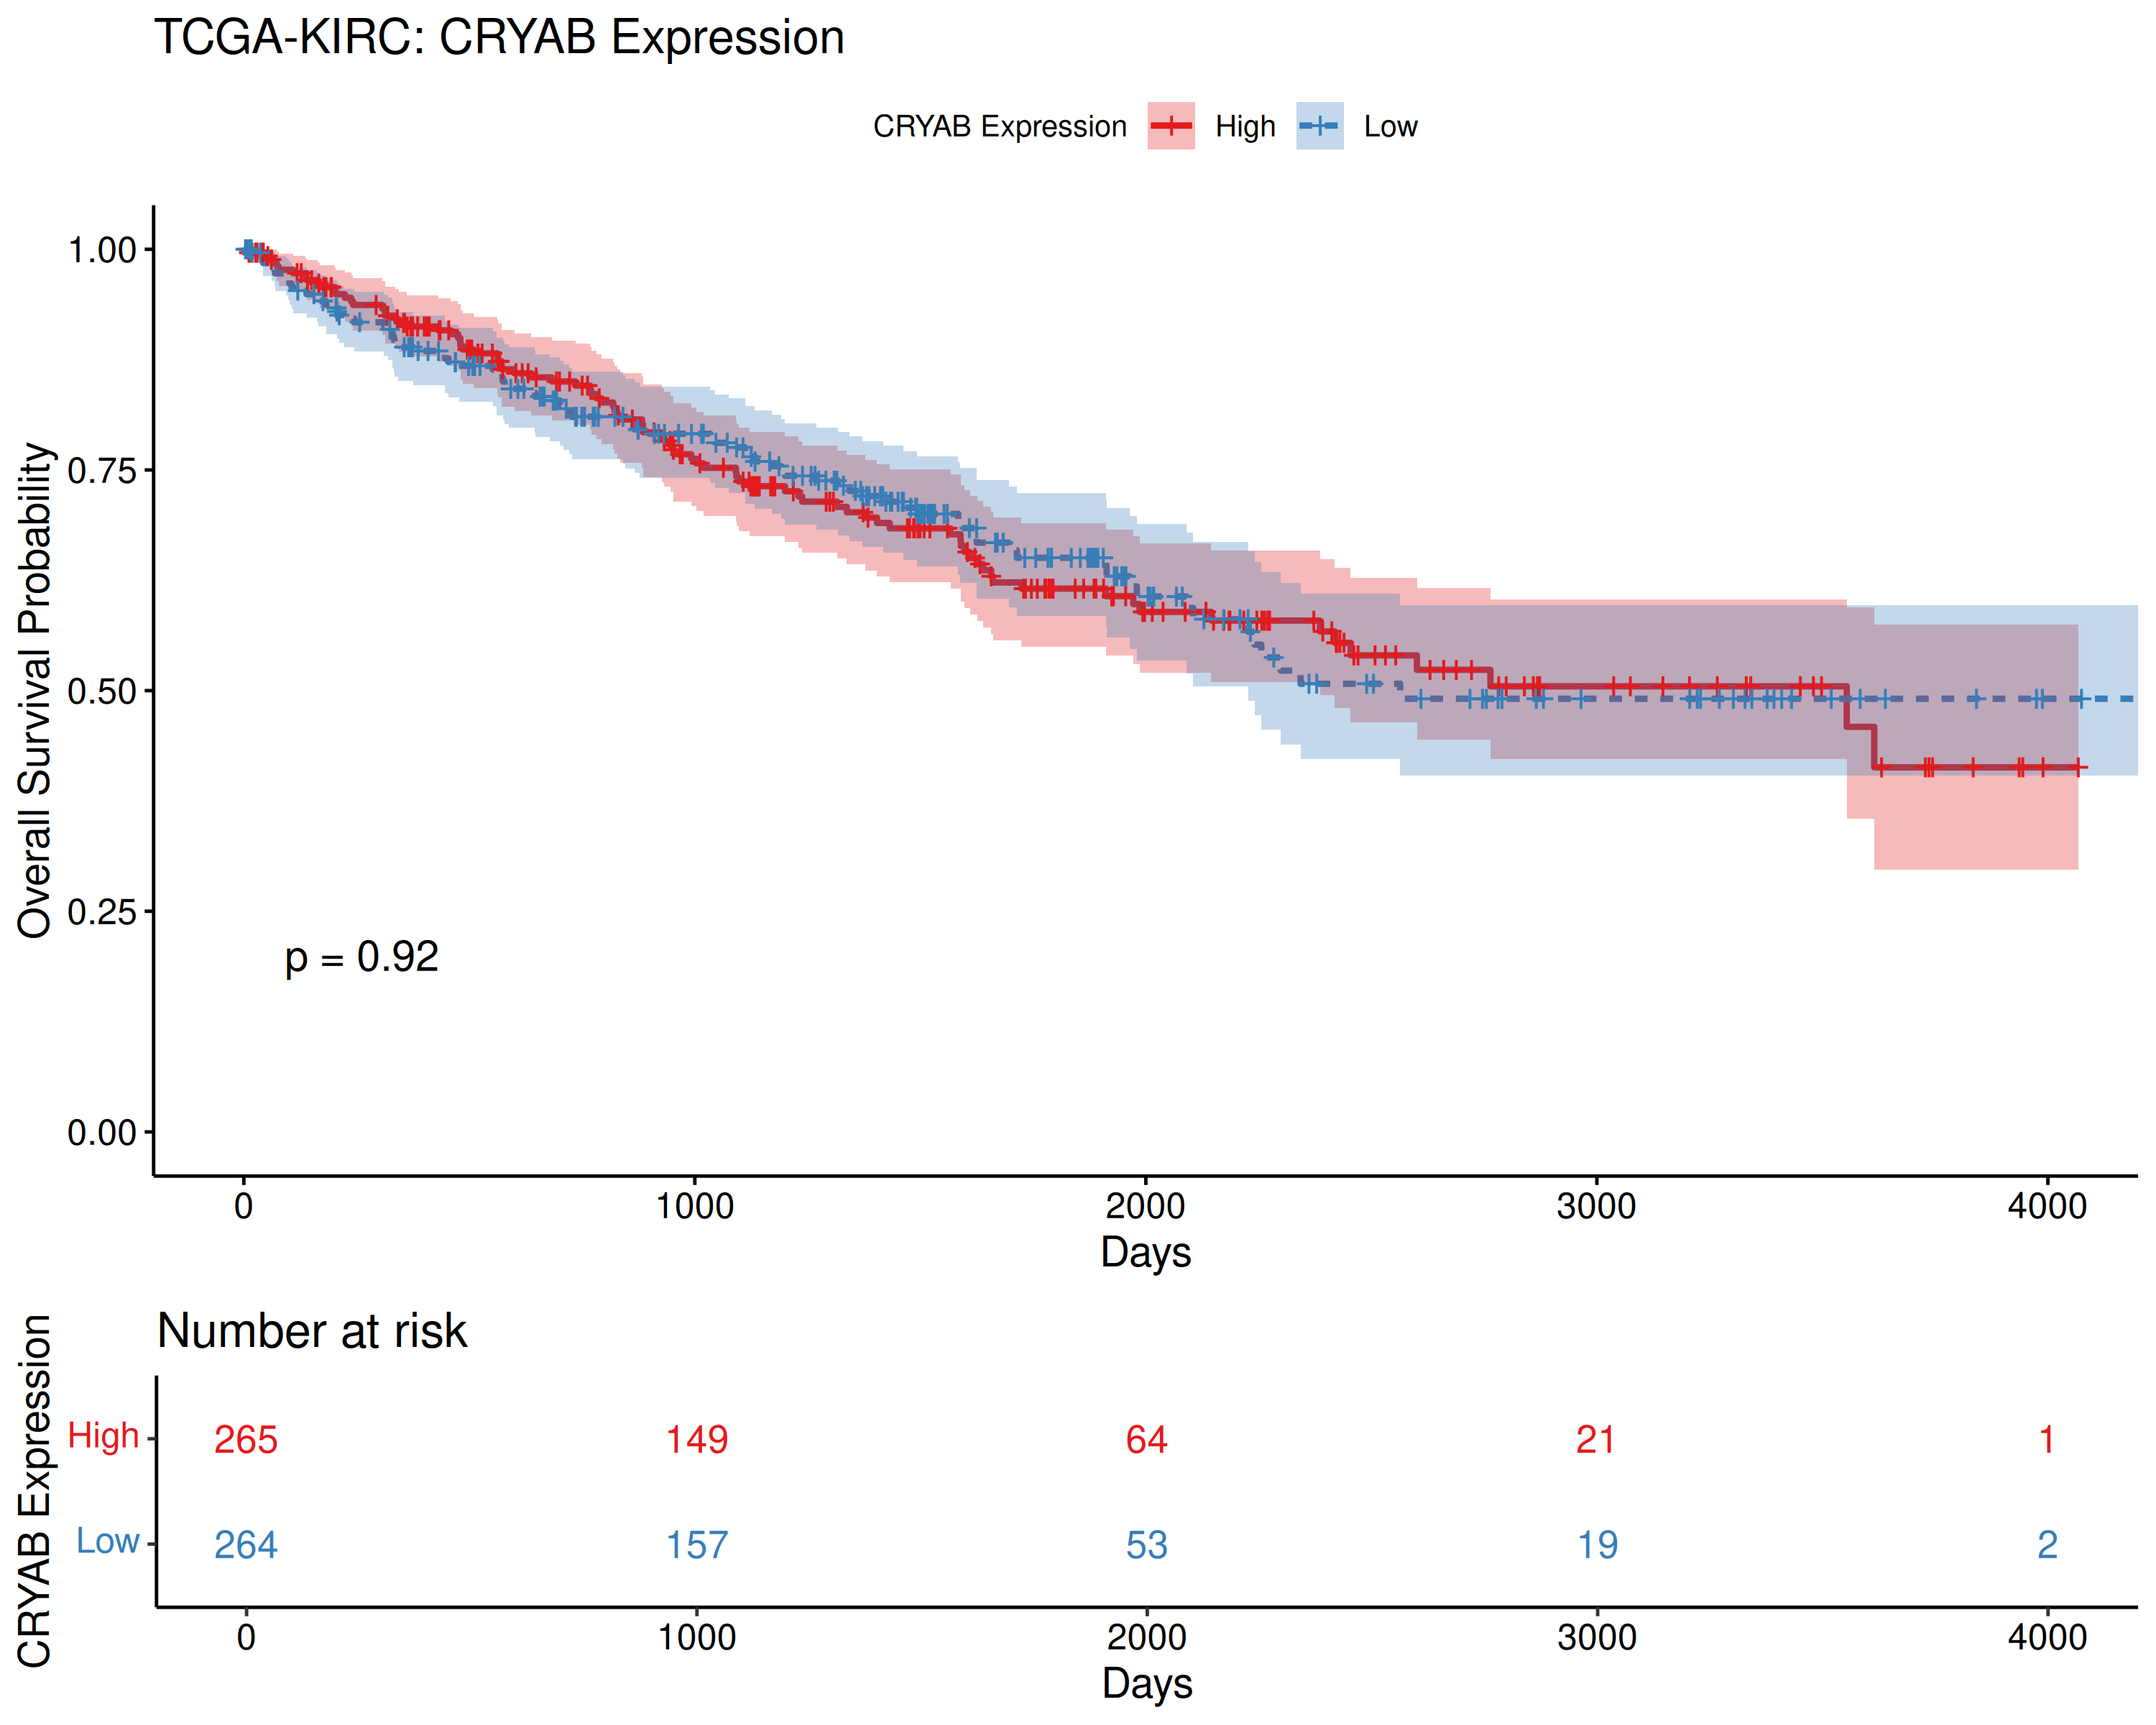 TCGA-KIRC: CRYAB Expression
CRYAB Expression High Low
Overall Survival Probability
1.00
0.75
0.50
0.25
0.00
p = 0.92
0 1000 2000 3000 4000
Days
Number at risk
CRYAB Expression
High 265 149 64 21 1
Low 264 157 53 19 2
0 1000 2000 3000 4000
Days